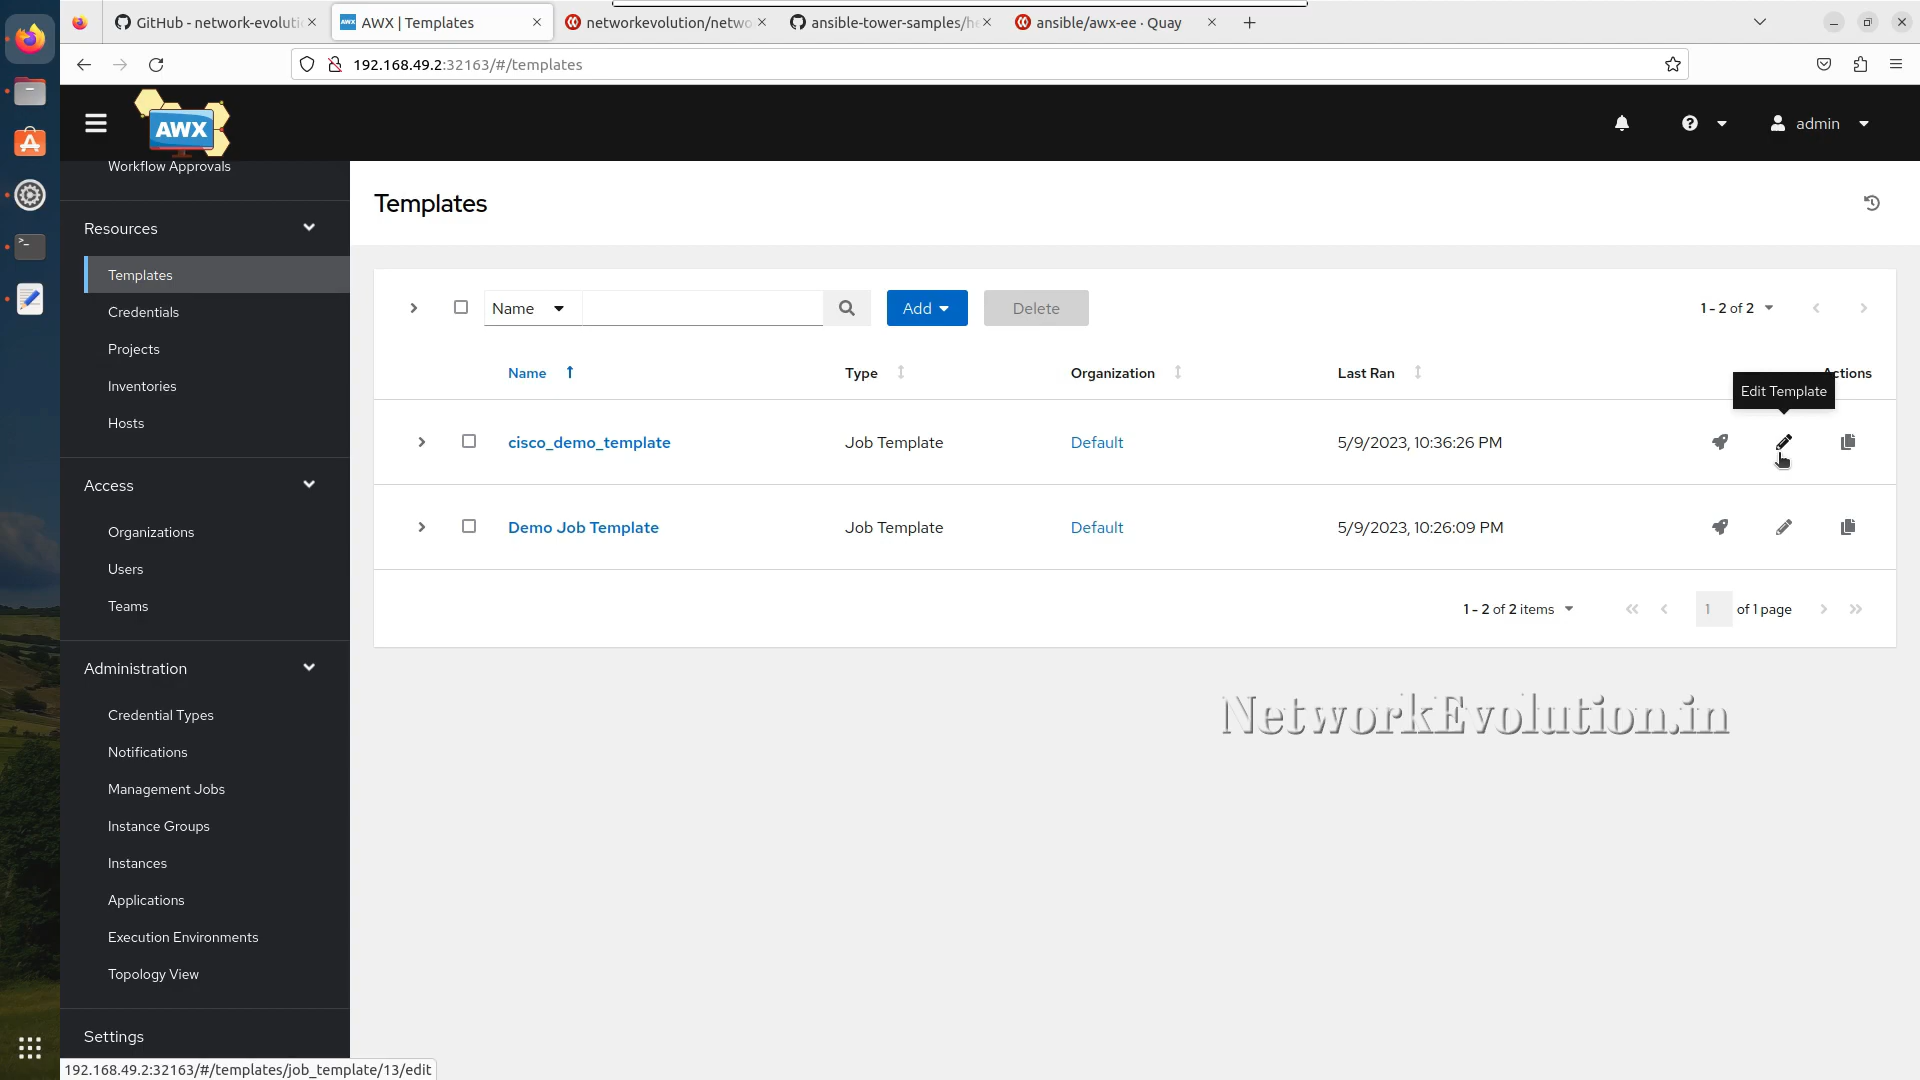 GitHub - network-evoluti
AWX | Templates
networkevolution/netwo
ansible-tower-samples/he
ansible/awx-ee · Quay
192.168.49.2:32163/#/templates
AWX
admin
Workflow Approvals
Resources
Templates
Credentials
Projects
Inventories
Hosts
Access
Organizations
Users
Teams
Administration
Credential Types
Notifications
Management Jobs
Instance Groups
Instances
Applications
Execution Environments
Topology View
Settings
Templates
Name
Add
Delete
1 - 2 of 2
Name Type Organization Last Ran Actions
Edit Template
cisco_demo_template Job Template Default 5/9/2023, 10:36:26 PM
Demo Job Template Job Template Default 5/9/2023, 10:26:09 PM
1 - 2 of 2 items 1 of 1 page
NetworkEvolution.in
192.168.49.2:32163/#/templates/job_template/13/edit